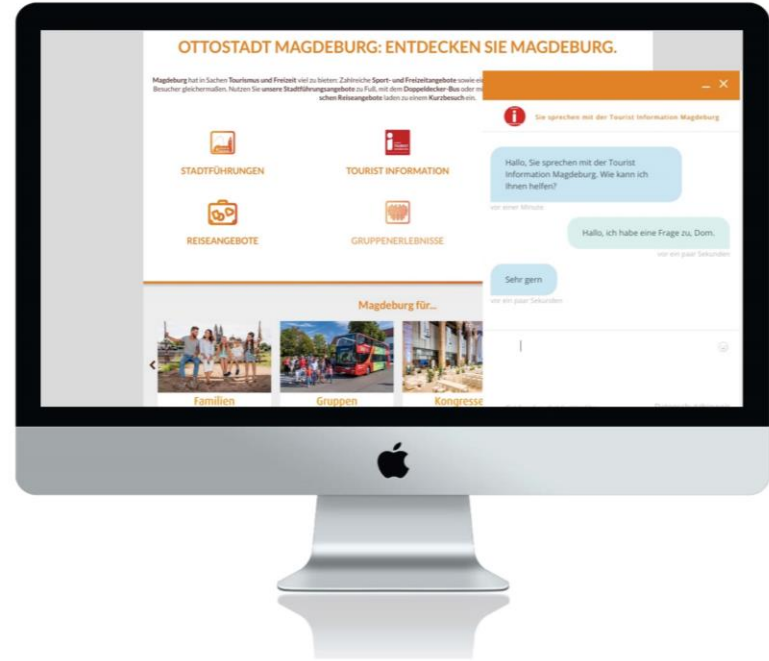 OTTOSTADT MAGDEBURG: ENTDECKEN SIE MAGDEBURG.
Magdeburg hat in Sachen Tourismus und Freizeit viel zu bieten: Zahlreiche Sport- und Freizeitangebote sowie
Besucher gleichermaßen. Nutzen Sie unsere Stadtführungsangebote zu Fuß, mit dem Doppeldecker-Bus oder
schen Reiseangebote laden zu einem Kurzbesuch ein.
STADTFÜHRUNGEN
TOURIST INFORMATION
REISEANGEBOTE
GRUPPENERLEBNISSE
Magdeburg für...
Familien
Gruppen
Kongresse
Sie sprechen mit der Tourist Information Magdeburg
Hallo, Sie sprechen mit der Tourist
Information Magdeburg. Wie kann ich
Ihnen helfen?
vor einer Minute
Hallo, ich habe eine Frage zu, Dom.
vor ein paar Sekunden
Sehr gern
vor ein paar Sekunden